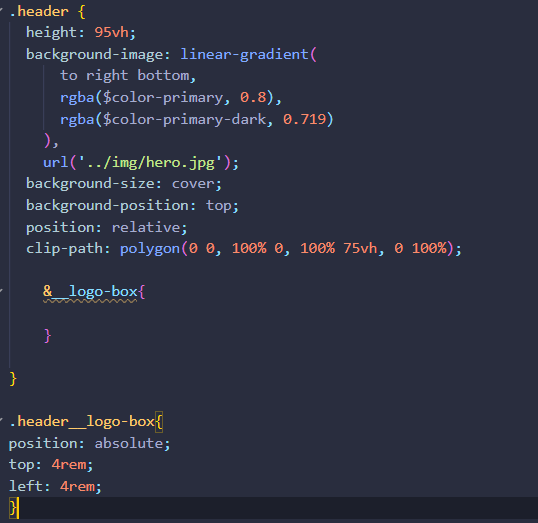 .header {
height: 95vh;
background-image: linear-gradient(
to right bottom,
rgba($color-primary, 0.8),
rgba($color-primary-dark, 0.719)
),
url('../img/hero.jpg');
background-size: cover;
background-position: top;
position: relative;
clip-path: polygon(0 0, 100% 0, 100% 75vh, 0 100%);
&__logo-box{
}
}
.header__logo-box{
position: absolute;
top: 4rem;
left: 4rem;
}